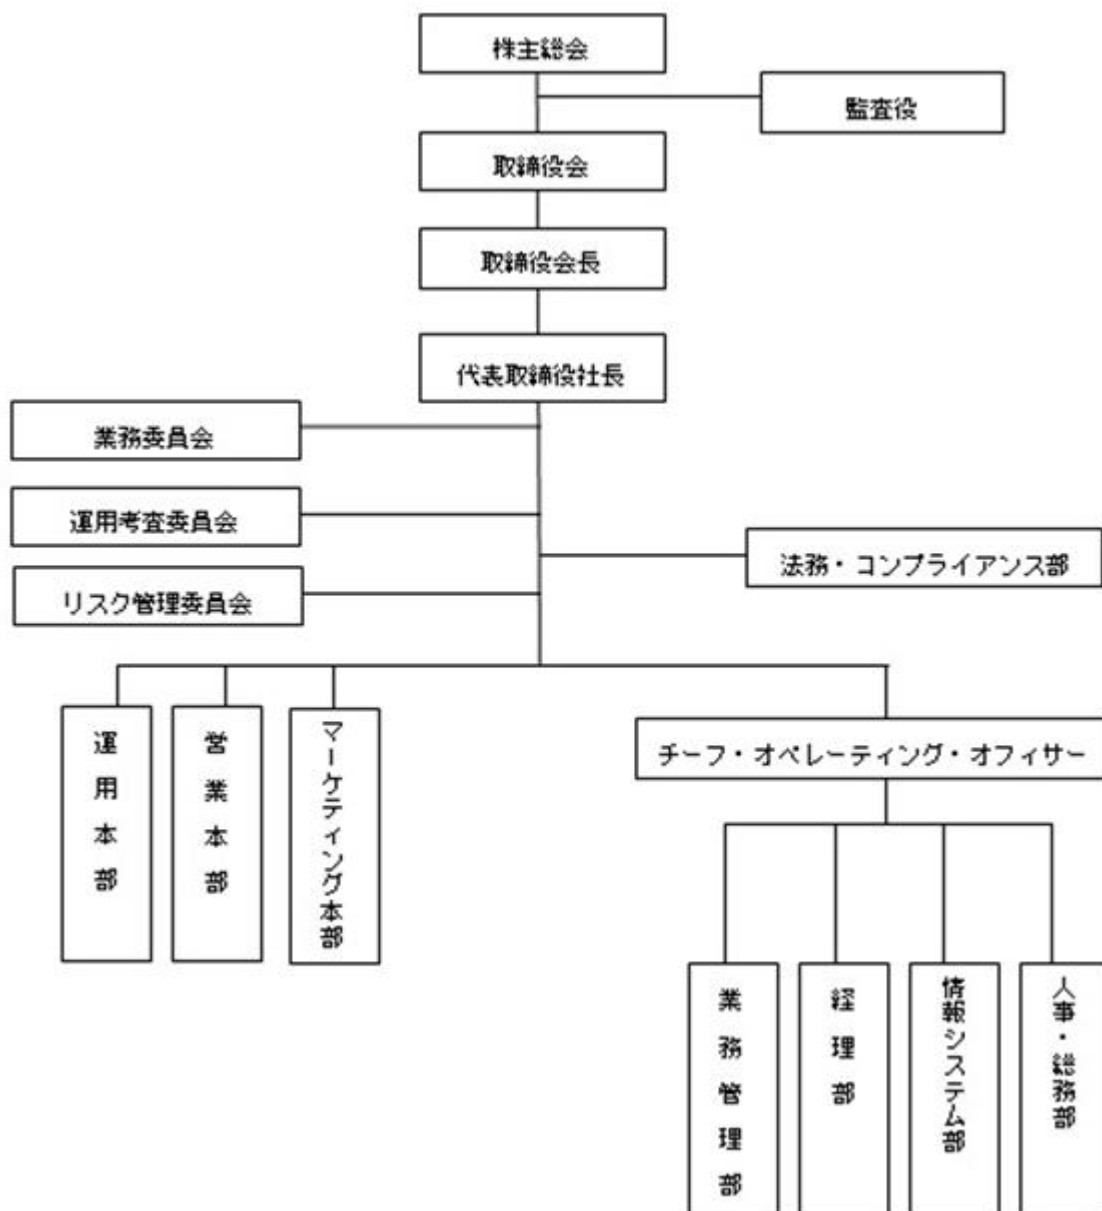 株主総会
監査役
取締役会
取締役会長
代表取締役社長
業務委員会
運用考査委員会
法務・コンプライアンス部
リスク管理委員会
運用本部
営業本部
マーケティング本部
チーフ・オペレーティング・オフィサー
業務管理部
経理部
情報システム部
人事・総務部